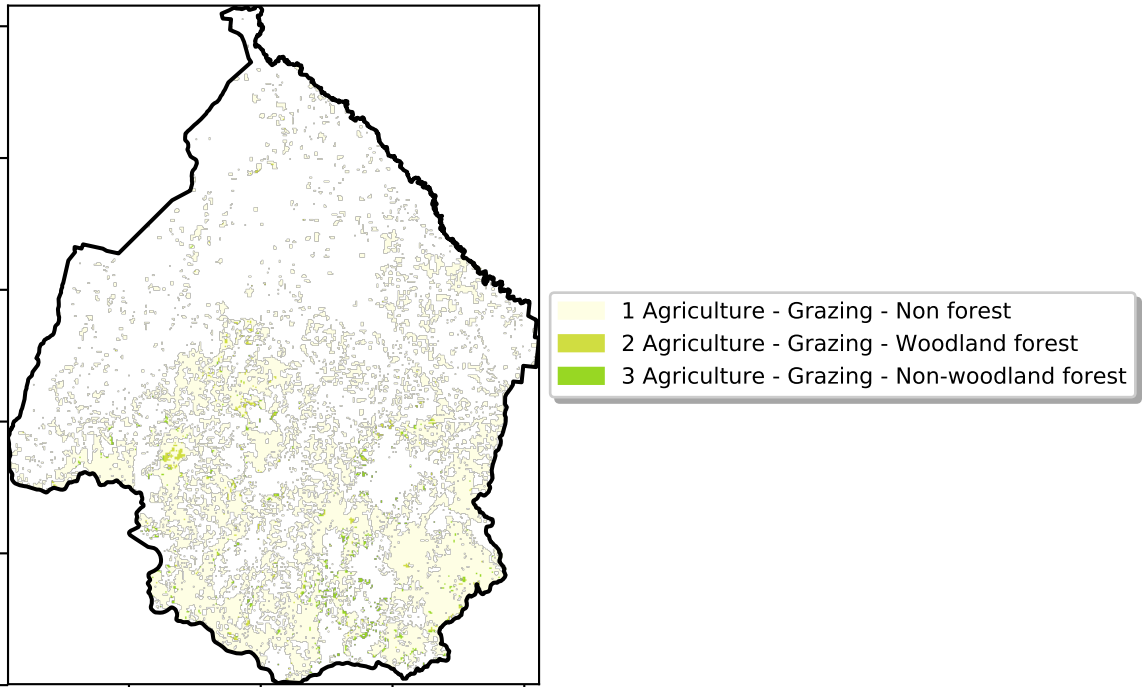 1 Agriculture - Grazing - Non forest
2 Agriculture - Grazing - Woodland forest
3 Agriculture - Grazing - Non-woodland forest